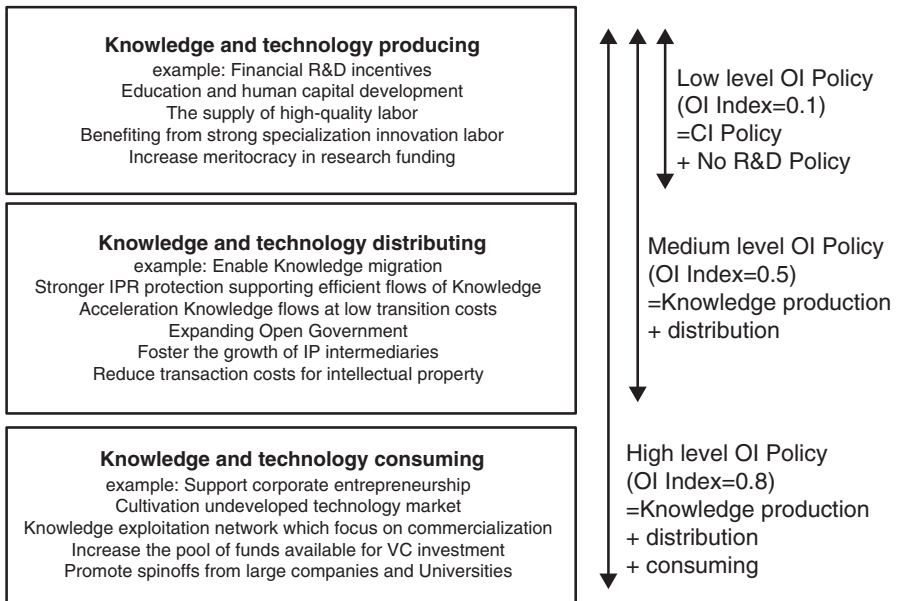 Knowledge and technology producing
example: Financial R&D incentives
Education and human capital development
The supply of high-quality labor
Benefiting from strong specialization innovation labor
Increase meritocracy in research funding
Low level OI Policy
(OI Index=0.1)
=CI Policy
+ No R&D Policy
Knowledge and technology distributing
example: Enable Knowledge migration
Stronger IPR protection supporting efficient flows of Knowledge
Acceleration Knowledge flows at low transition costs
Expanding Open Government
Foster the growth of IP intermediaries
Reduce transaction costs for intellectual property
Medium level OI Policy
(OI Index=0.5)
=Knowledge production
+ distribution
Knowledge and technology consuming
example: Support corporate entrepreneurship
Cultivation undeveloped technology market
Knowledge exploitation network which focus on commercialization
Increase the pool of funds available for VC investment
Promote spinoffs from large companies and Universities
High level OI Policy
(OI Index=0.8)
=Knowledge production
+ distribution
+ consuming